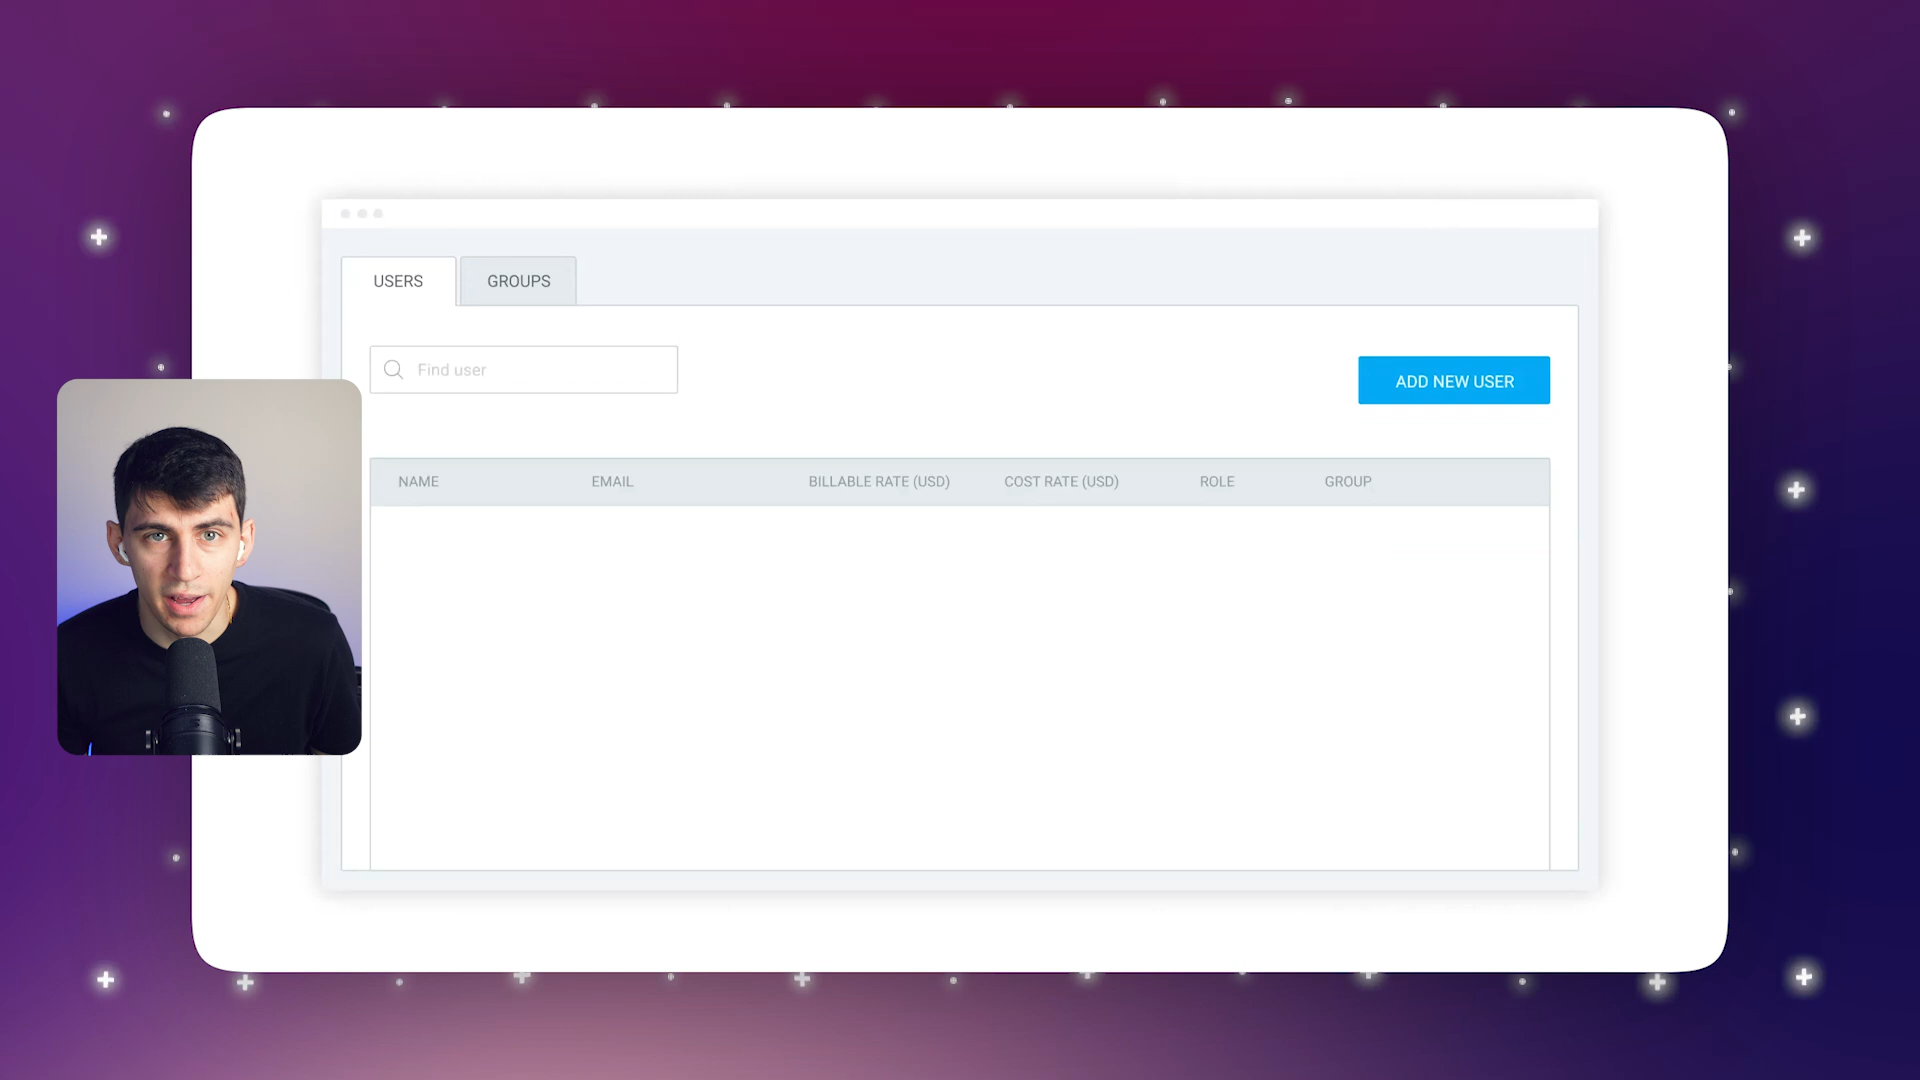 USERS GROUPS
Find user
ADD NEW USER
NAME EMAIL BILLABLE RATE (USD) COST RATE (USD) ROLE GROUP